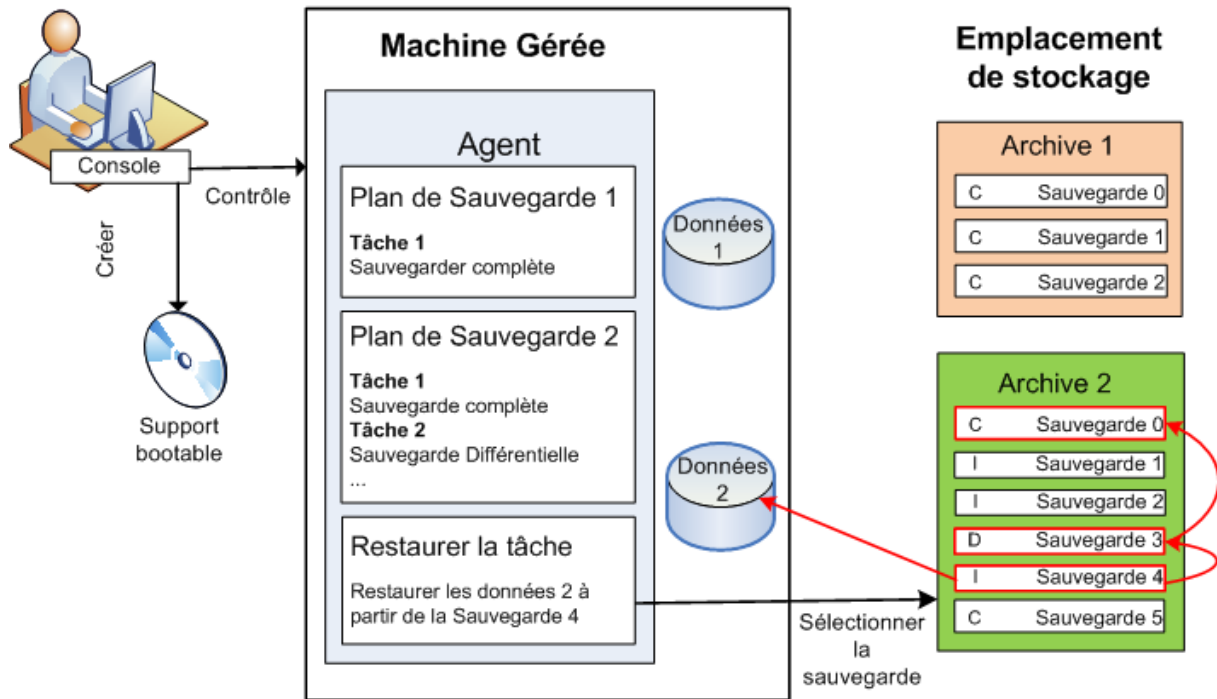 Console
Contrôle
Créer
Support
bootable
Machine Gérée
Agent
Plan de Sauvegarde 1
Tâche 1
Sauvegarder complète
Plan de Sauvegarde 2
Tâche 1
Sauvegarde complète
Tâche 2
Sauvegarde Différentielle
...
Restaurer la tâche
Restaurer les données 2 à
partir de la Sauvegarde 4
Données
1
Données
2
Sélectionner
la
sauvegarde
Emplacement
de stockage
Archive 1
C Sauvegarde 0
C Sauvegarde 1
C Sauvegarde 2
Archive 2
C Sauvegarde 0
I Sauvegarde 1
I Sauvegarde 2
D Sauvegarde 3
I Sauvegarde 4
C Sauvegarde 5